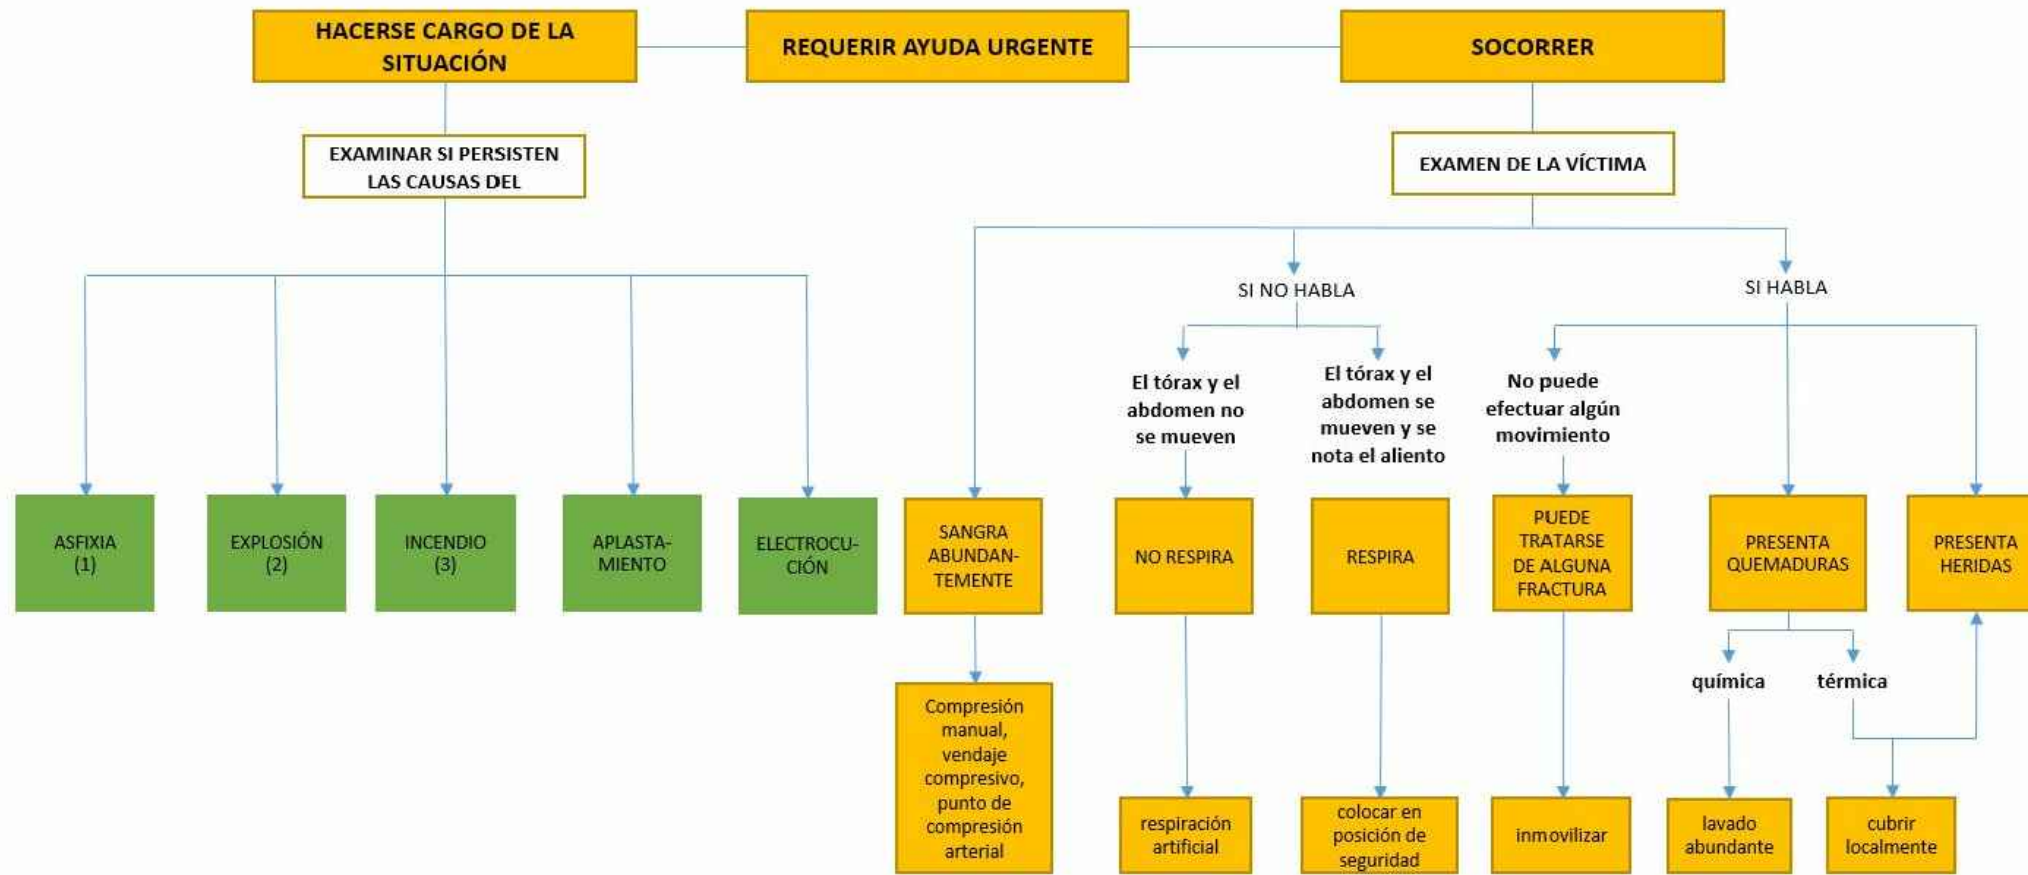 HACERSE CARGO DE LA
SITUACIÓN
REQUERIR AYUDA URGENTE
SOCORRER
EXAMINAR SI PERSISTEN
LAS CAUSAS DEL
EXAMEN DE LA VÍCTIMA
SI NO HABLA
SI HABLA
El tórax y el
abdomen no
se mueven
El tórax y el
abdomen se
mueven y se
nota el aliento
No puede
efectuar algún
movimiento
ASFIXIA
(1)
EXPLOSIÓN
(2)
INCENDIO
(3)
APLASTA-
MIENTO
ELECTROCU-
CIÓN
SANGRA
ABUNDAN-
TEMENTE
NO RESPIRA
RESPIRA
PUEDE
TRATARSE
DE ALGUNA
FRACTURA
PRESENTA
QUEMADURAS
PRESENTA
HERIDAS
química
térmica
Compresión
manual,
vendaje
compresivo,
punto de
compresión
arterial
respiración
artificial
colocar en
posición de
seguridad
inmovilizar
lavado
abundante
cubrir
localmente